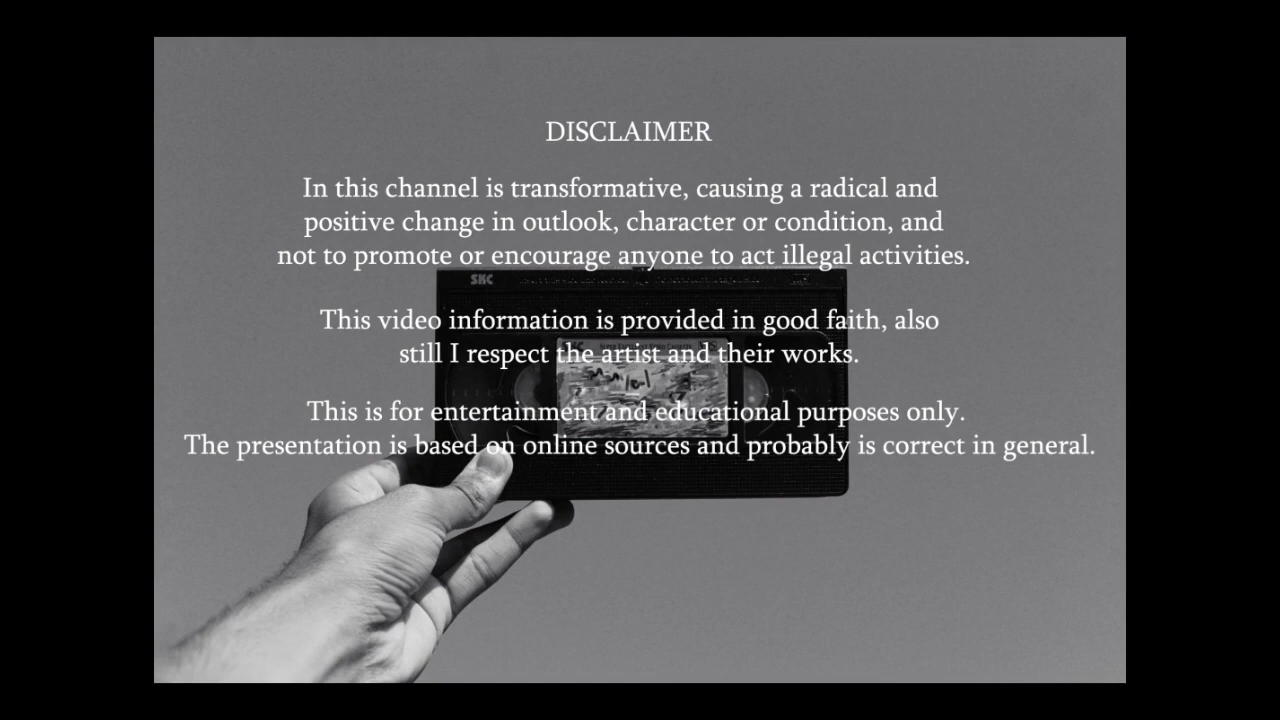 DISCLAIMER
In this channel is transformative, causing a radical and
positive change in outlook, character or condition, and
not to promote or encourage anyone to act illegal activities.
SKC
This video information is provided in good faith, also
still I respect the artist and their works.
This is for entertainment and educational purposes only.
The presentation is based on online sources and probably is correct in general.